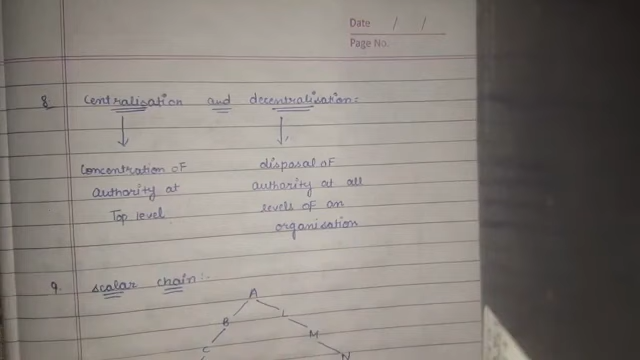 Date / /
Page No.
8 centralisation and decentralisation:
concentration of authority at Top level
disposal of authority at all levels of an organisation
9. scalar chain:-
A
B L
C M
N